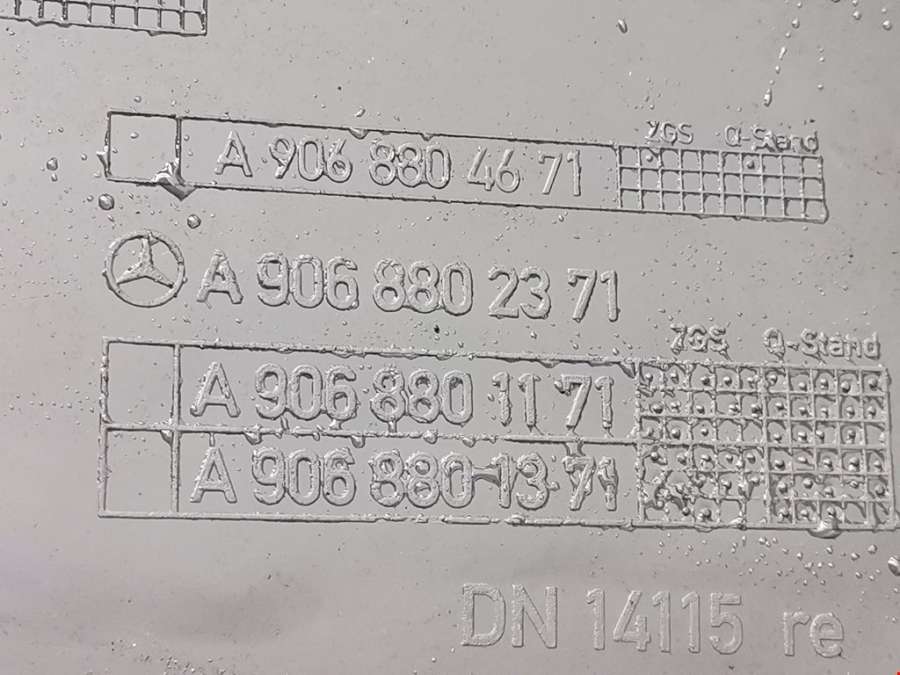 ZGS Q-Stand
A 906 880 46 71
A 906 880 23 71
ZGS Q-Stand
A 906 880 11 71
A 906 880 13 71
DN 14115 re